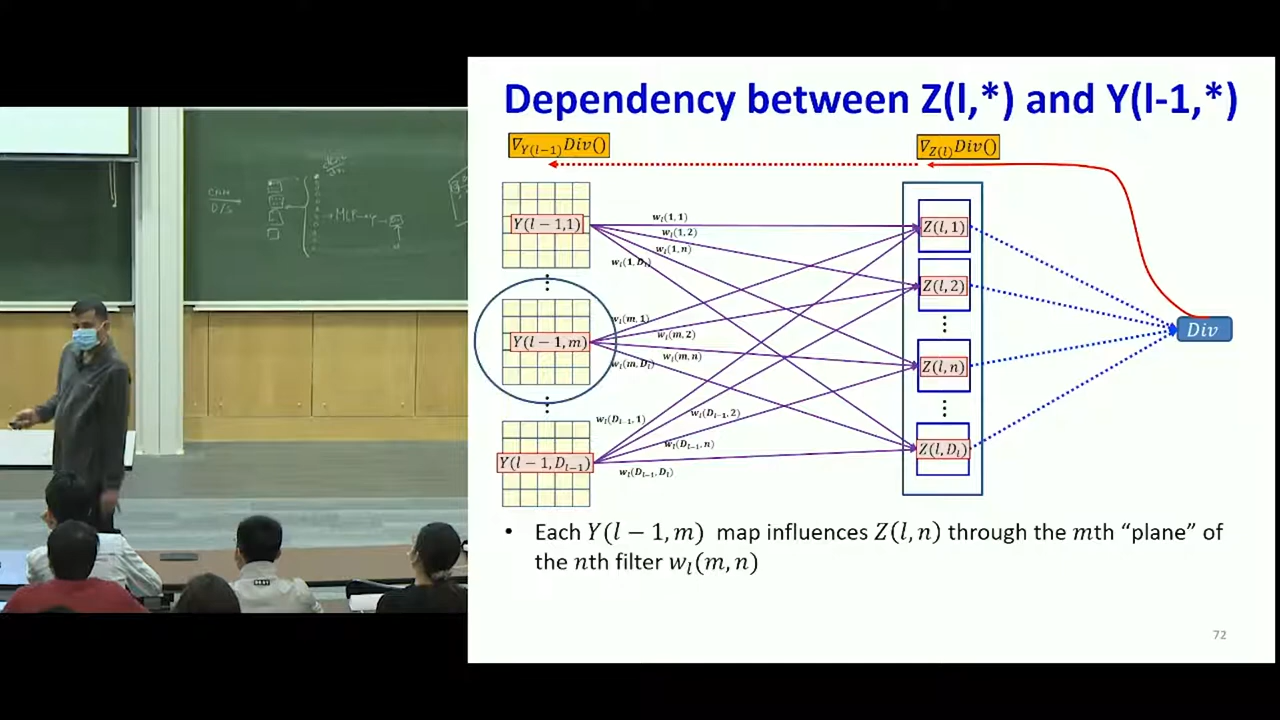 Dependency between Z(l,*) and Y(l-1,*)
∇Y(l−1)Div()
∇Z(l)Div()
Y(l − 1,1)
wl(1,1)
wl(1,2)
wl(1,n)
wl(1,Dl)
Z(l, 1)
Z(l, 2)
Y(l − 1, m)
wl(m,1)
wl(m,2)
wl(m,n)
wl(m,Dl)
Z(l, n)
Div
Y(l − 1, Dl−1)
wl(Dl−1,1)
wl(Dl−1,2)
wl(Dl−1,n)
wl(Dl−1,Dl)
Z(l, Dl)
• Each Y(l − 1, m) map influences Z(l, n) through the mth “plane” of
the nth filter wl(m, n)
72
MLP